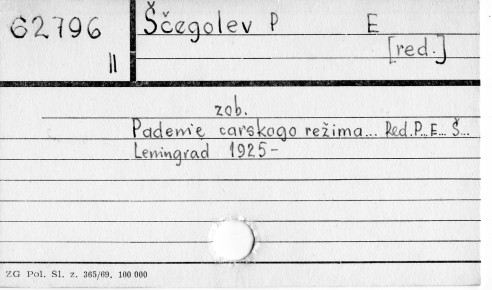 62796
II
Ščegolev P E
[red.]
zob.
Padenie carskogo režima... Red. P... E... Š...
Leningrad 1925-
ZG Pol. Sl. z. 365/69. 100 000